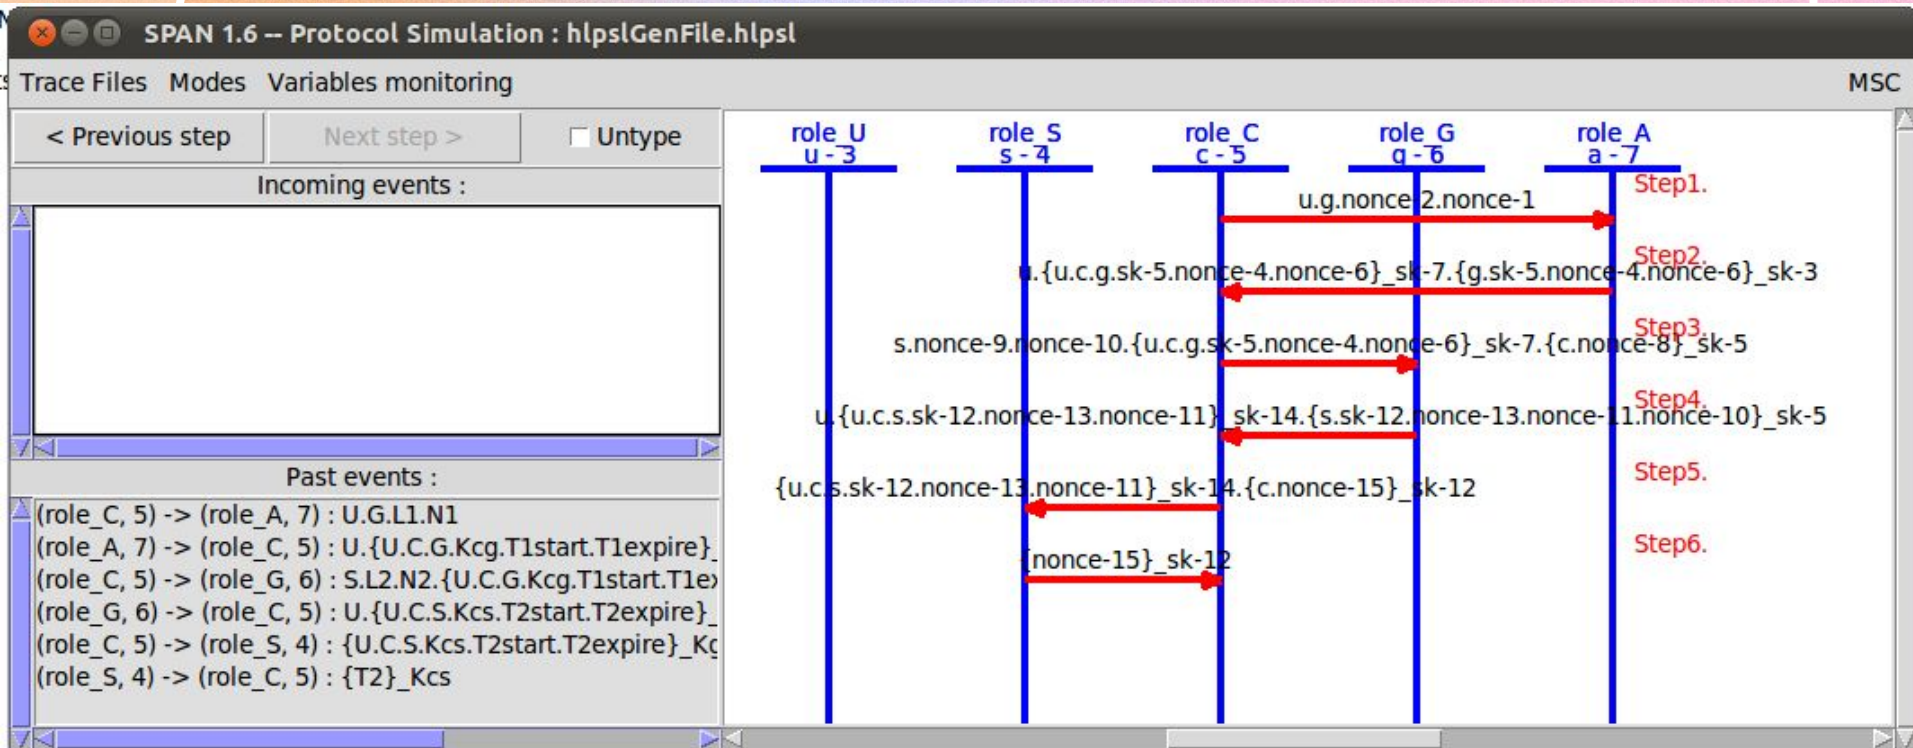 SPAN 1.6 -- Protocol Simulation : hlpslGenFile.hlpsl
Trace Files Modes Variables monitoring MSC
< Previous step Next step > Untype
Incoming events :
Past events :
(role_C, 5) -> (role_A, 7) : U.G.L1.N1
(role_A, 7) -> (role_C, 5) : U.{U.C.G.Kcg.T1start.T1expire}_
(role_C, 5) -> (role_G, 6) : S.L2.N2.{U.C.G.Kcg.T1start.T1ex
(role_G, 6) -> (role_C, 5) : U.{U.C.S.Kcs.T2start.T2expire}_
(role_C, 5) -> (role_S, 4) : {U.C.S.Kcs.T2start.T2expire}_Kg
(role_S, 4) -> (role_C, 5) : {T2}_Kcs
role_U role_S role_C role_G role_A
u - 3 s - 4 c - 5 g - 6 a - 7
Step1.
u.g.nonce-2.nonce-1
Step2.
u.{u.c.g.sk-5.nonce-4.nonce-6}_sk-7.{g.sk-5.nonce-4.nonce-6}_sk-3
Step3.
s.nonce-9.nonce-10.{u.c.g.sk-5.nonce-4.nonce-6}_sk-7.{c.nonce-8}_sk-5
Step4.
u.{u.c.s.sk-12.nonce-13.nonce-11}_sk-14.{s.sk-12.nonce-13.nonce-11.nonce-10}_sk-5
Step5.
{u.c.s.sk-12.nonce-13.nonce-11}_sk-14.{c.nonce-15}_sk-12
Step6.
{nonce-15}_sk-12